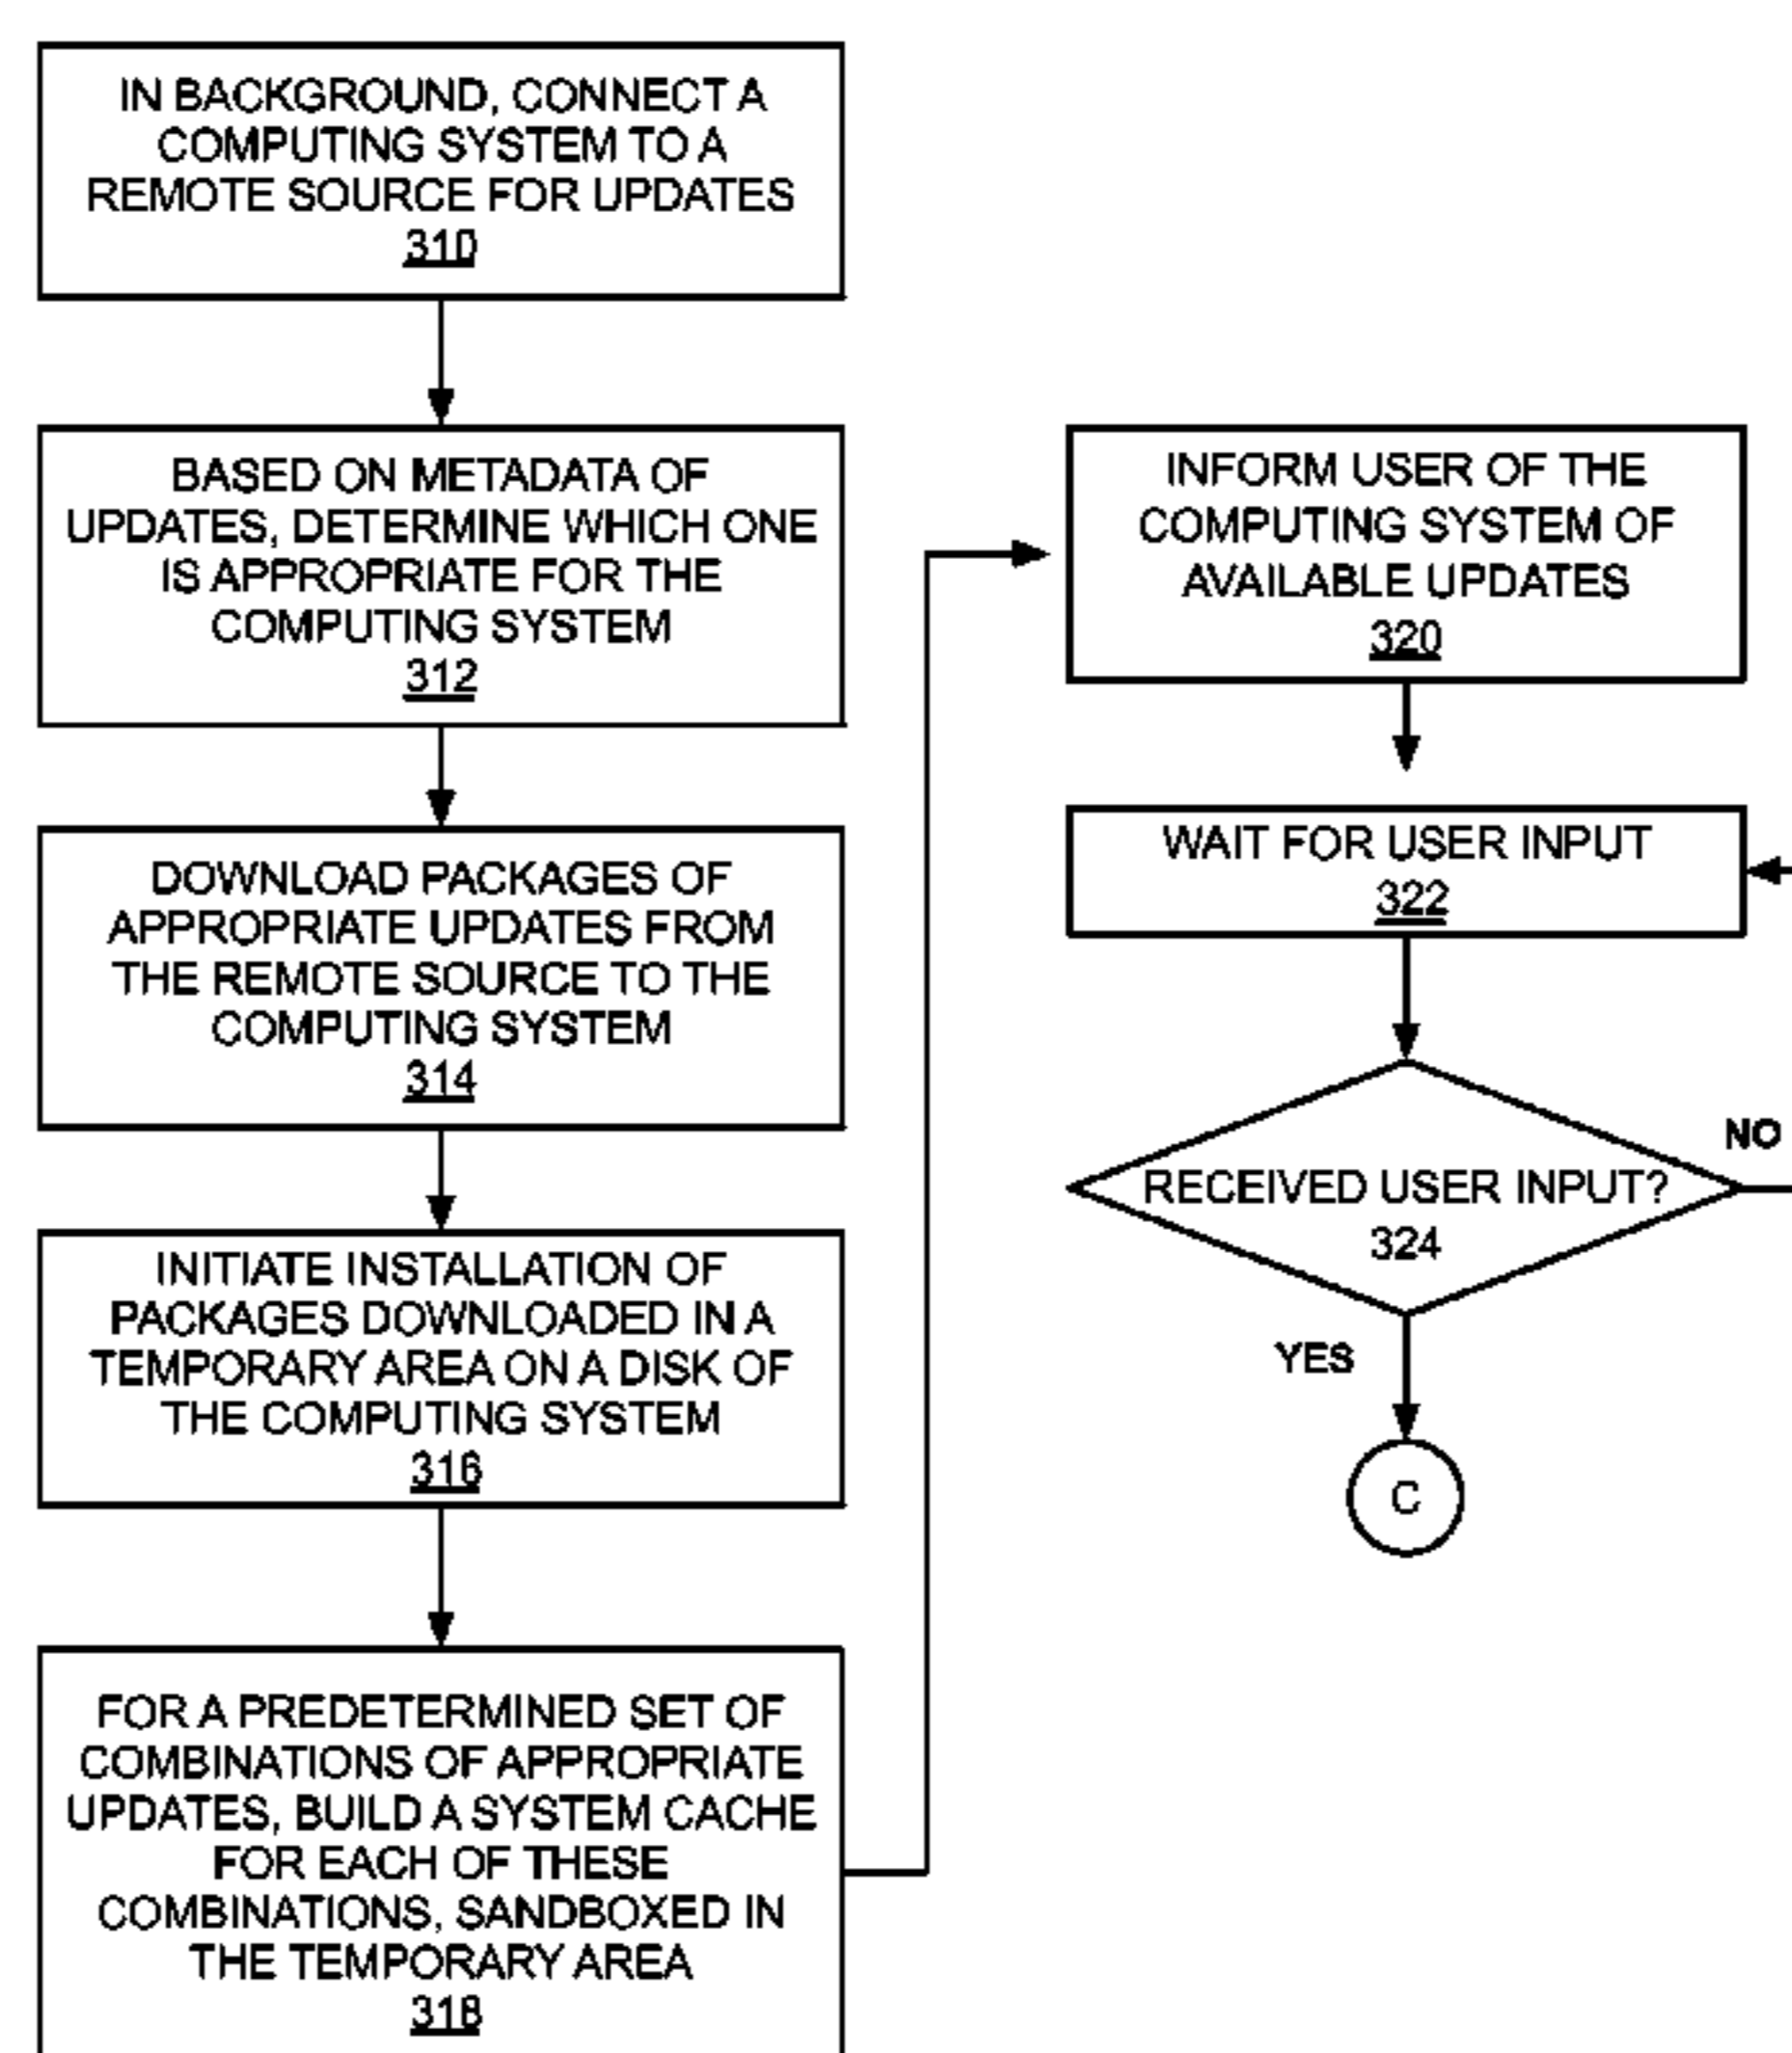 IN BACKGROUND, CONNECT A
COMPUTING SYSTEM TO A
REMOTE SOURCE FOR UPDATES
310
BASED ON METADATA OF
UPDATES, DETERMINE WHICH ONE
IS APPROPRIATE FOR THE
COMPUTING SYSTEM
312
DOWNLOAD PACKAGES OF
APPROPRIATE UPDATES FROM
THE REMOTE SOURCE TO THE
COMPUTING SYSTEM
314
INITIATE INSTALLATION OF
PACKAGES DOWNLOADED IN A
TEMPORARY AREA ON A DISK OF
THE COMPUTING SYSTEM
316
FOR A PREDETERMINED SET OF
COMBINATIONS OF APPROPRIATE
UPDATES, BUILD A SYSTEM CACHE
FOR EACH OF THESE
COMBINATIONS, SANDBOXED IN
THE TEMPORARY AREA
318
INFORM USER OF THE
COMPUTING SYSTEM OF
AVAILABLE UPDATES
320
WAIT FOR USER INPUT
322
RECEIVED USER INPUT?
324
NO
YES
C